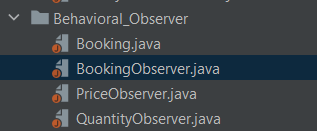 Behavioral_Observer
Booking.java
BookingObserver.java
PriceObserver.java
QuantityObserver.java